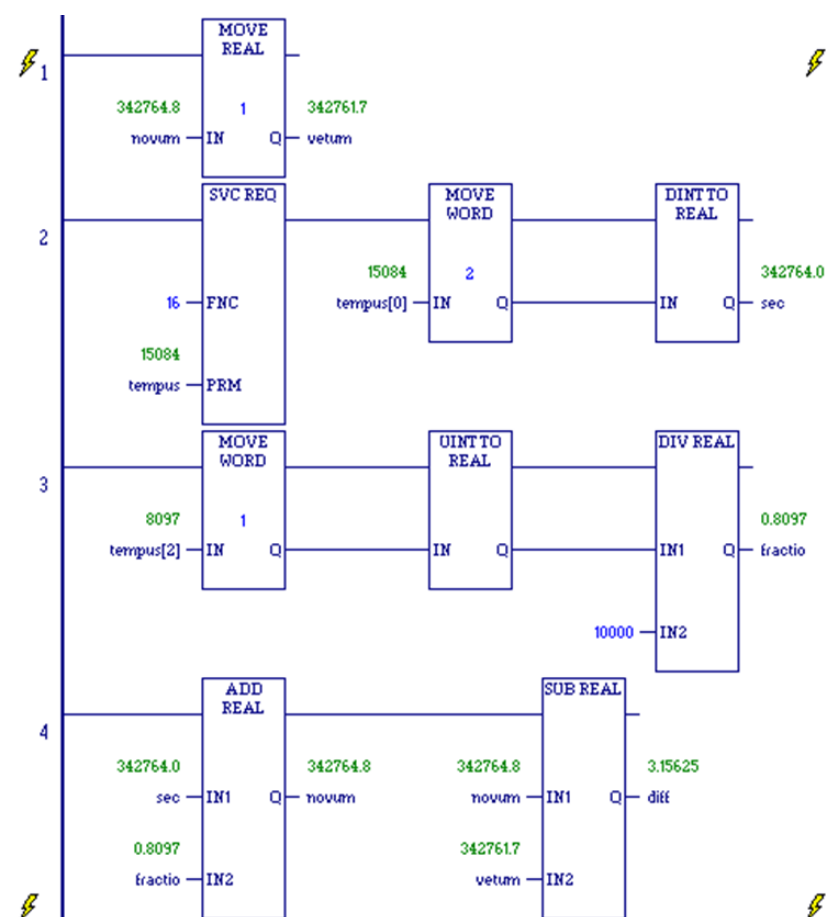 MOVE
REAL
1
342764.8 1 342761.7
novum IN Q vetum
SVC REQ MOVE DINT TO
WORD REAL
2
15084 2 342764.0
16 FNC tempus[0] IN Q IN Q sec
15084
tempus PRM
MOVE UINT TO DIV REAL
WORD REAL
3
8097 1 0.8097
tempus[2] IN Q IN Q IN1 Q fractio
10000 IN2
ADD SUB REAL
REAL
4
342764.0 342764.8 342764.8 3.15625
sec IN1 Q novum novum IN1 Q diff
0.8097 342761.7
fractio IN2 vetum IN2